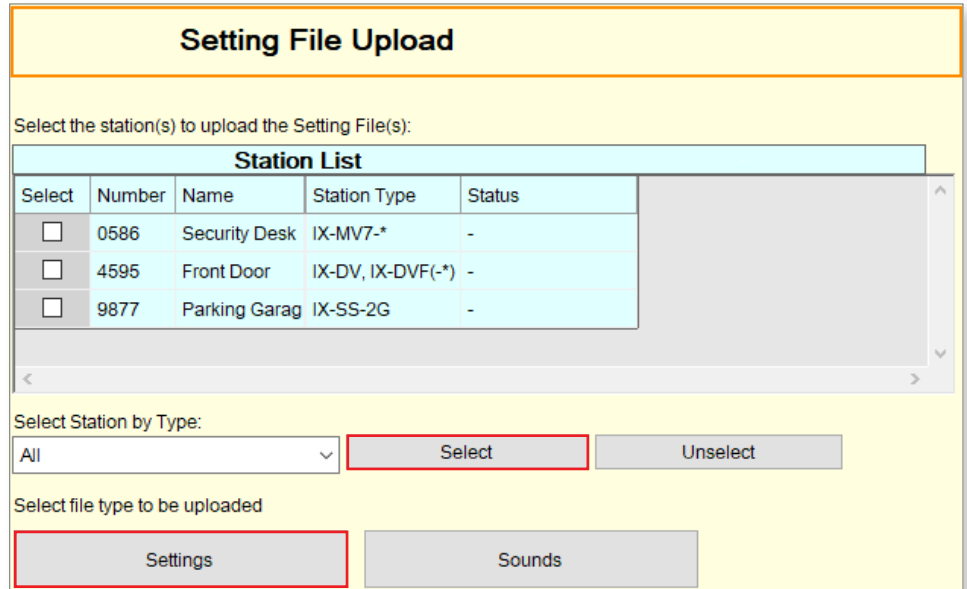 Setting File Upload
Select the station(s) to upload the Setting File(s):
Station List
Select Number Name Station Type Status
0586 Security Desk IX-MV7-* -
4595 Front Door IX-DV, IX-DVF(-*) -
9877 Parking Garag IX-SS-2G -
Select Station by Type:
All Select Unselect
Select file type to be uploaded
Settings Sounds